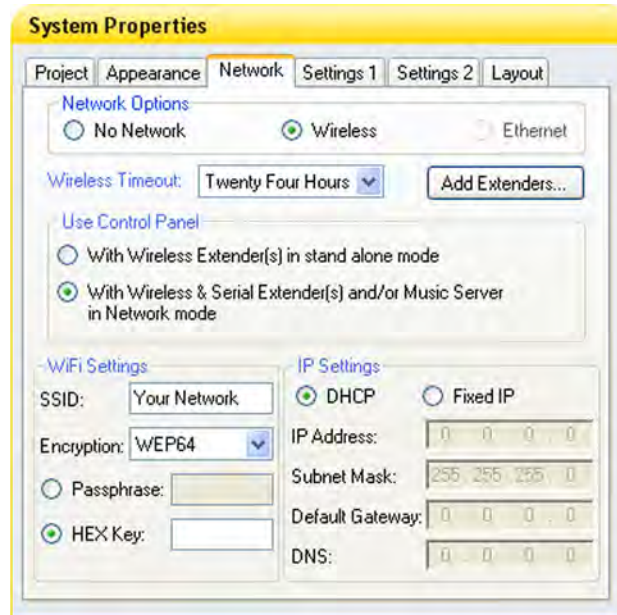 System Properties
Project Appearance Network Settings 1 Settings 2 Layout
Network Options
No Network Wireless Ethernet
Wireless Timeout: Twenty Four Hours Add Extenders...
Use Control Panel
With Wireless Extender(s) in stand alone mode
With Wireless & Serial Extender(s) and/or Music Server
in Network mode
WiFi Settings
SSID: Your Network
Encryption: WEP64
Passphrase:
HEX Key:
IP Settings
DHCP Fixed IP
IP Address: 0 . 0 . 0 . 0
Subnet Mask: 255 . 255 . 255 . 0
Default Gateway: 0 . 0 . 0 . 0
DNS: 0 . 0 . 0 . 0